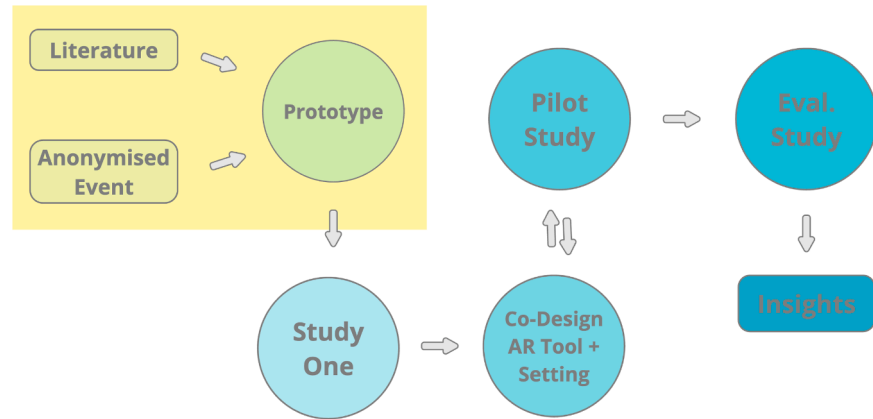 Literature
Anonymised
Event
Prototype
Study
One
Co-Design
AR Tool +
Setting
Pilot
Study
Eval.
Study
Insights